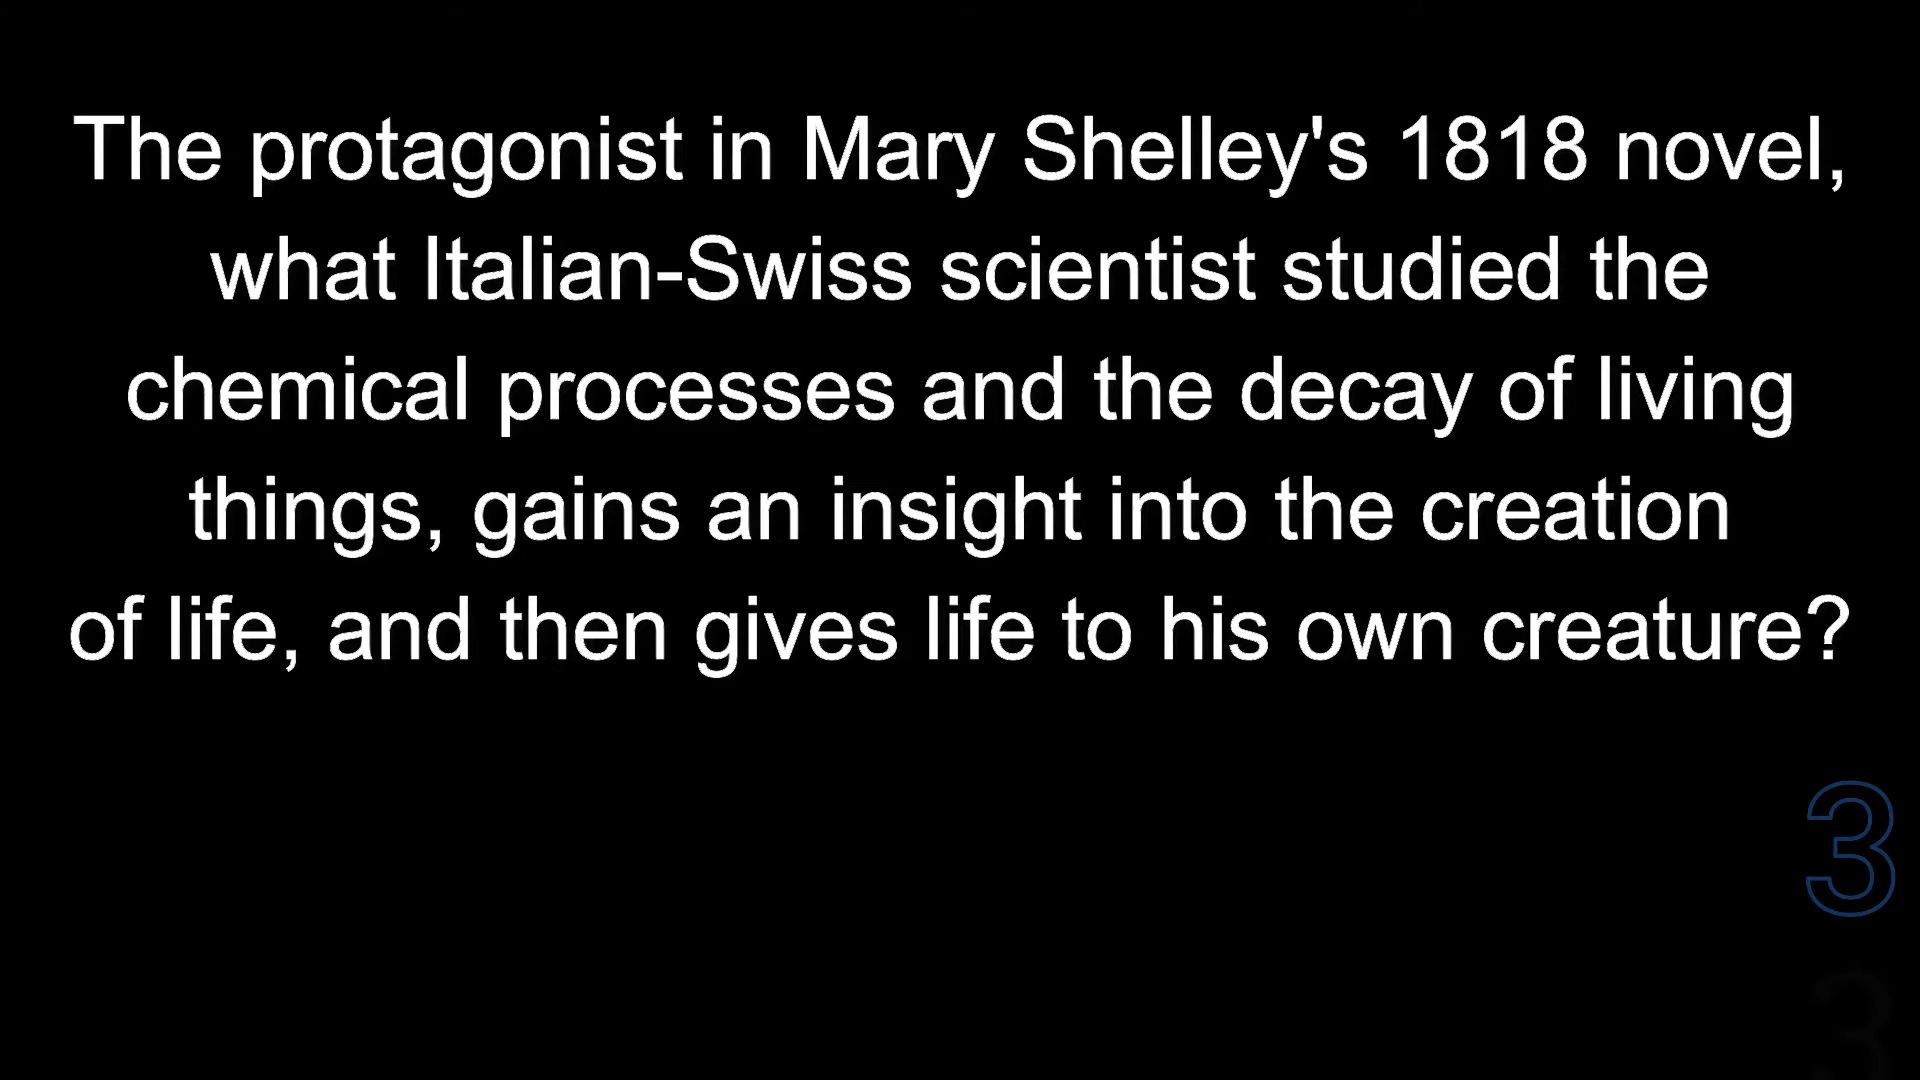 The protagonist in Mary Shelley's 1818 novel,
what Italian-Swiss scientist studied the
chemical processes and the decay of living
things, gains an insight into the creation
of life, and then gives life to his own creature?
3
3